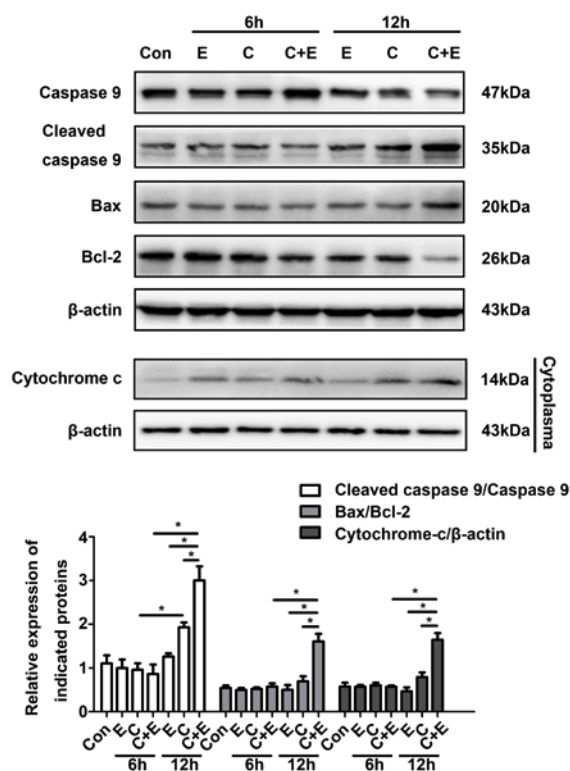 6h 12h
Con E C C+E E C C+E
Caspase 9 47kDa
Cleaved
caspase 9 35kDa
Bax 20kDa
Bcl-2 26kDa
β-actin 43kDa
Cytochrome c 14kDa
β-actin 43kDa
Cytoplasm
Cleaved caspase 9/Caspase 9
Bax/Bcl-2
Cytochrome-c/β-actin
Relative expression of
indicated proteins
4
3
2
1
0
* * * * * * * * * *
Con E C C+E E C C+E Con E C C+E E C C+E Con E C C+E E C C+E
6h 12h 6h 12h 6h 12h